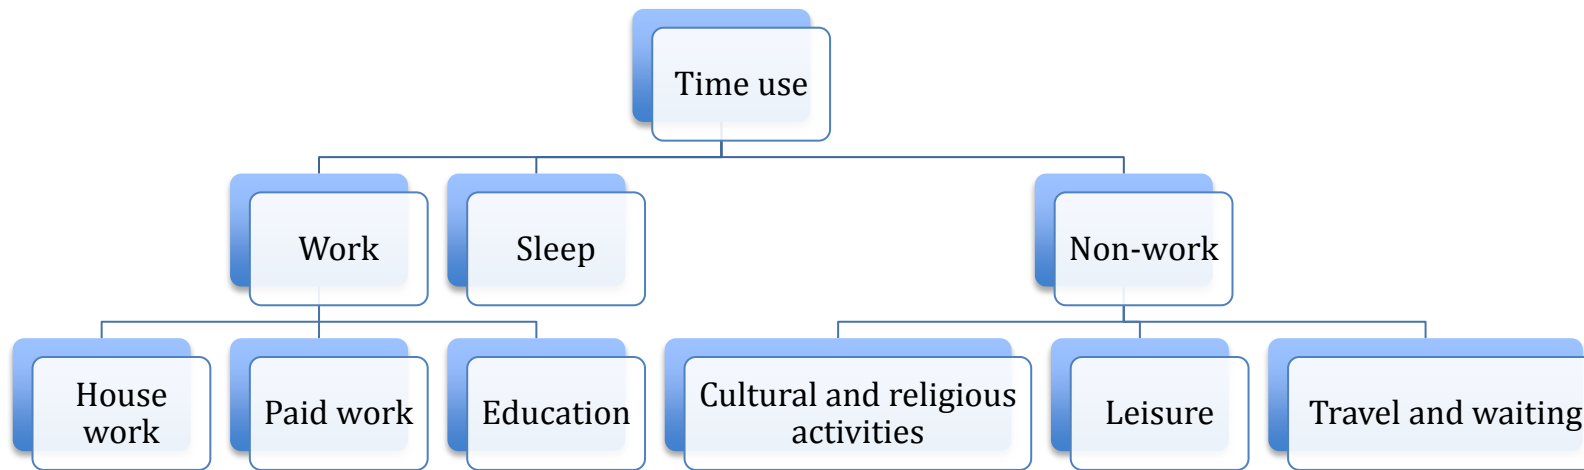 Time use
Work
Sleep
Non-work
House
work
Paid work
Education
Cultural and religious
activities
Leisure
Travel and waiting